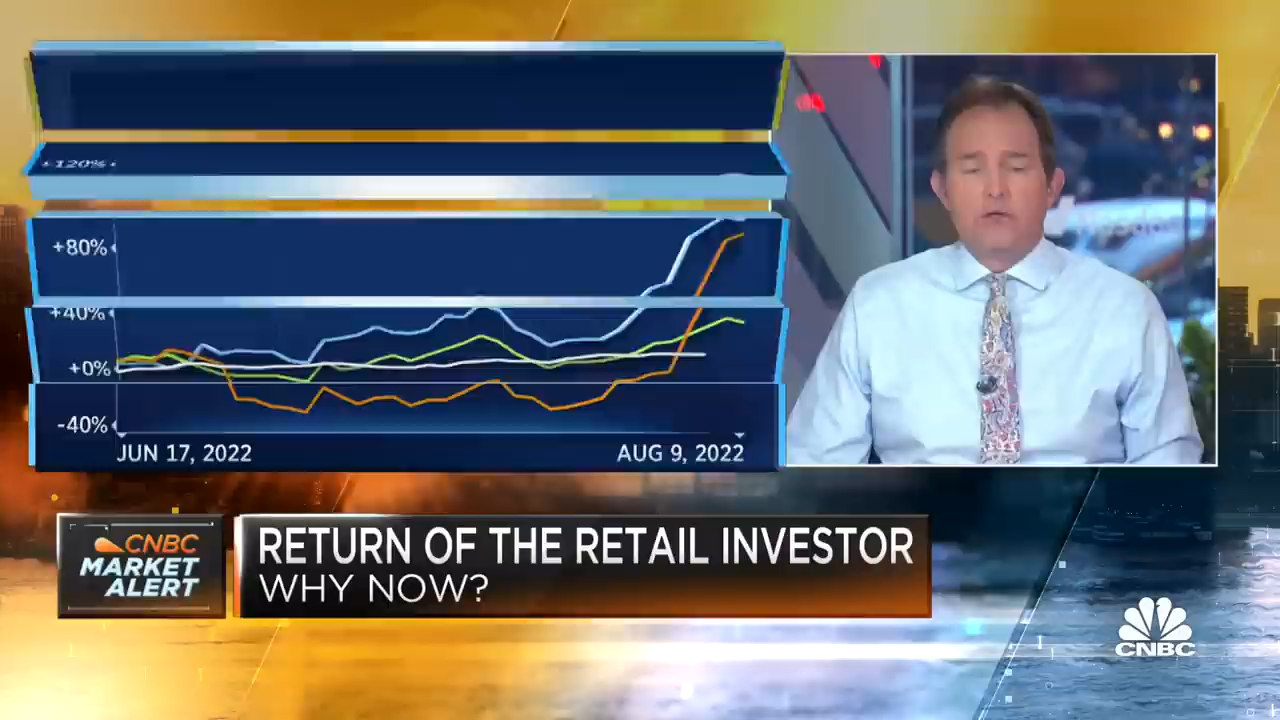 +120%
+80%
+40%
+0%
-40%
JUN 17, 2022
AUG 9, 2022
CNBC
MARKET
ALERT
RETURN OF THE RETAIL INVESTOR
WHY NOW?
CNBC